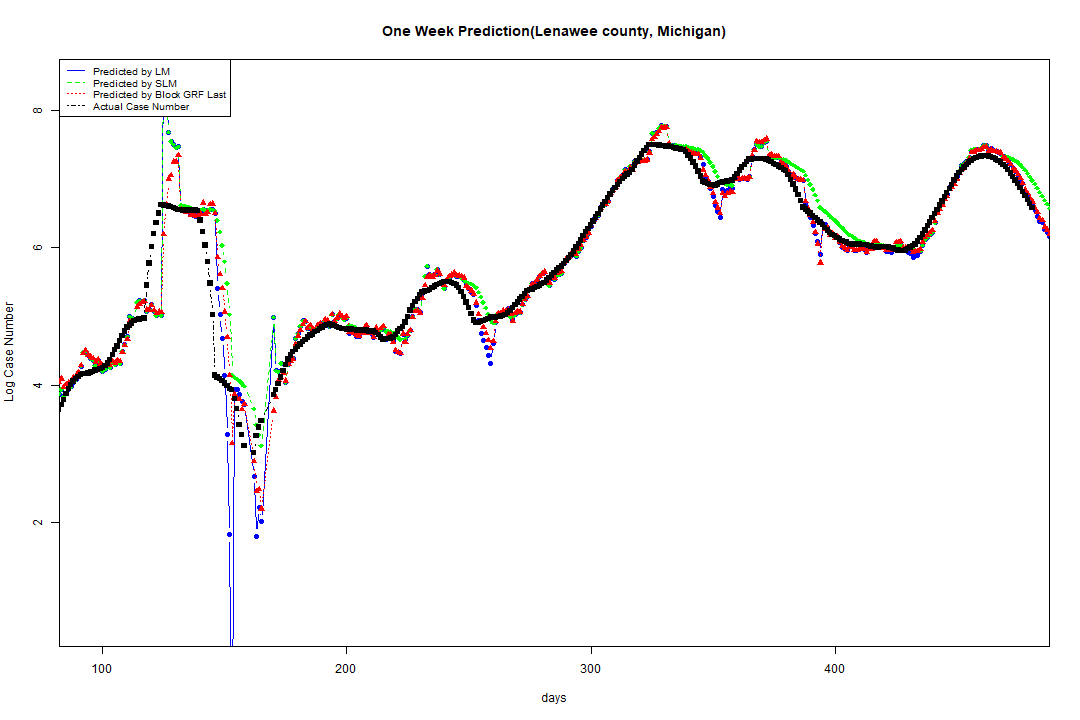 One Week Prediction(Lenawee county, Michigan)
Predicted by LM
Predicted by SLM
Predicted by Block GRF Last
Actual Case Number
8
6
4
2
Log Case Number
100 200 300 400
days